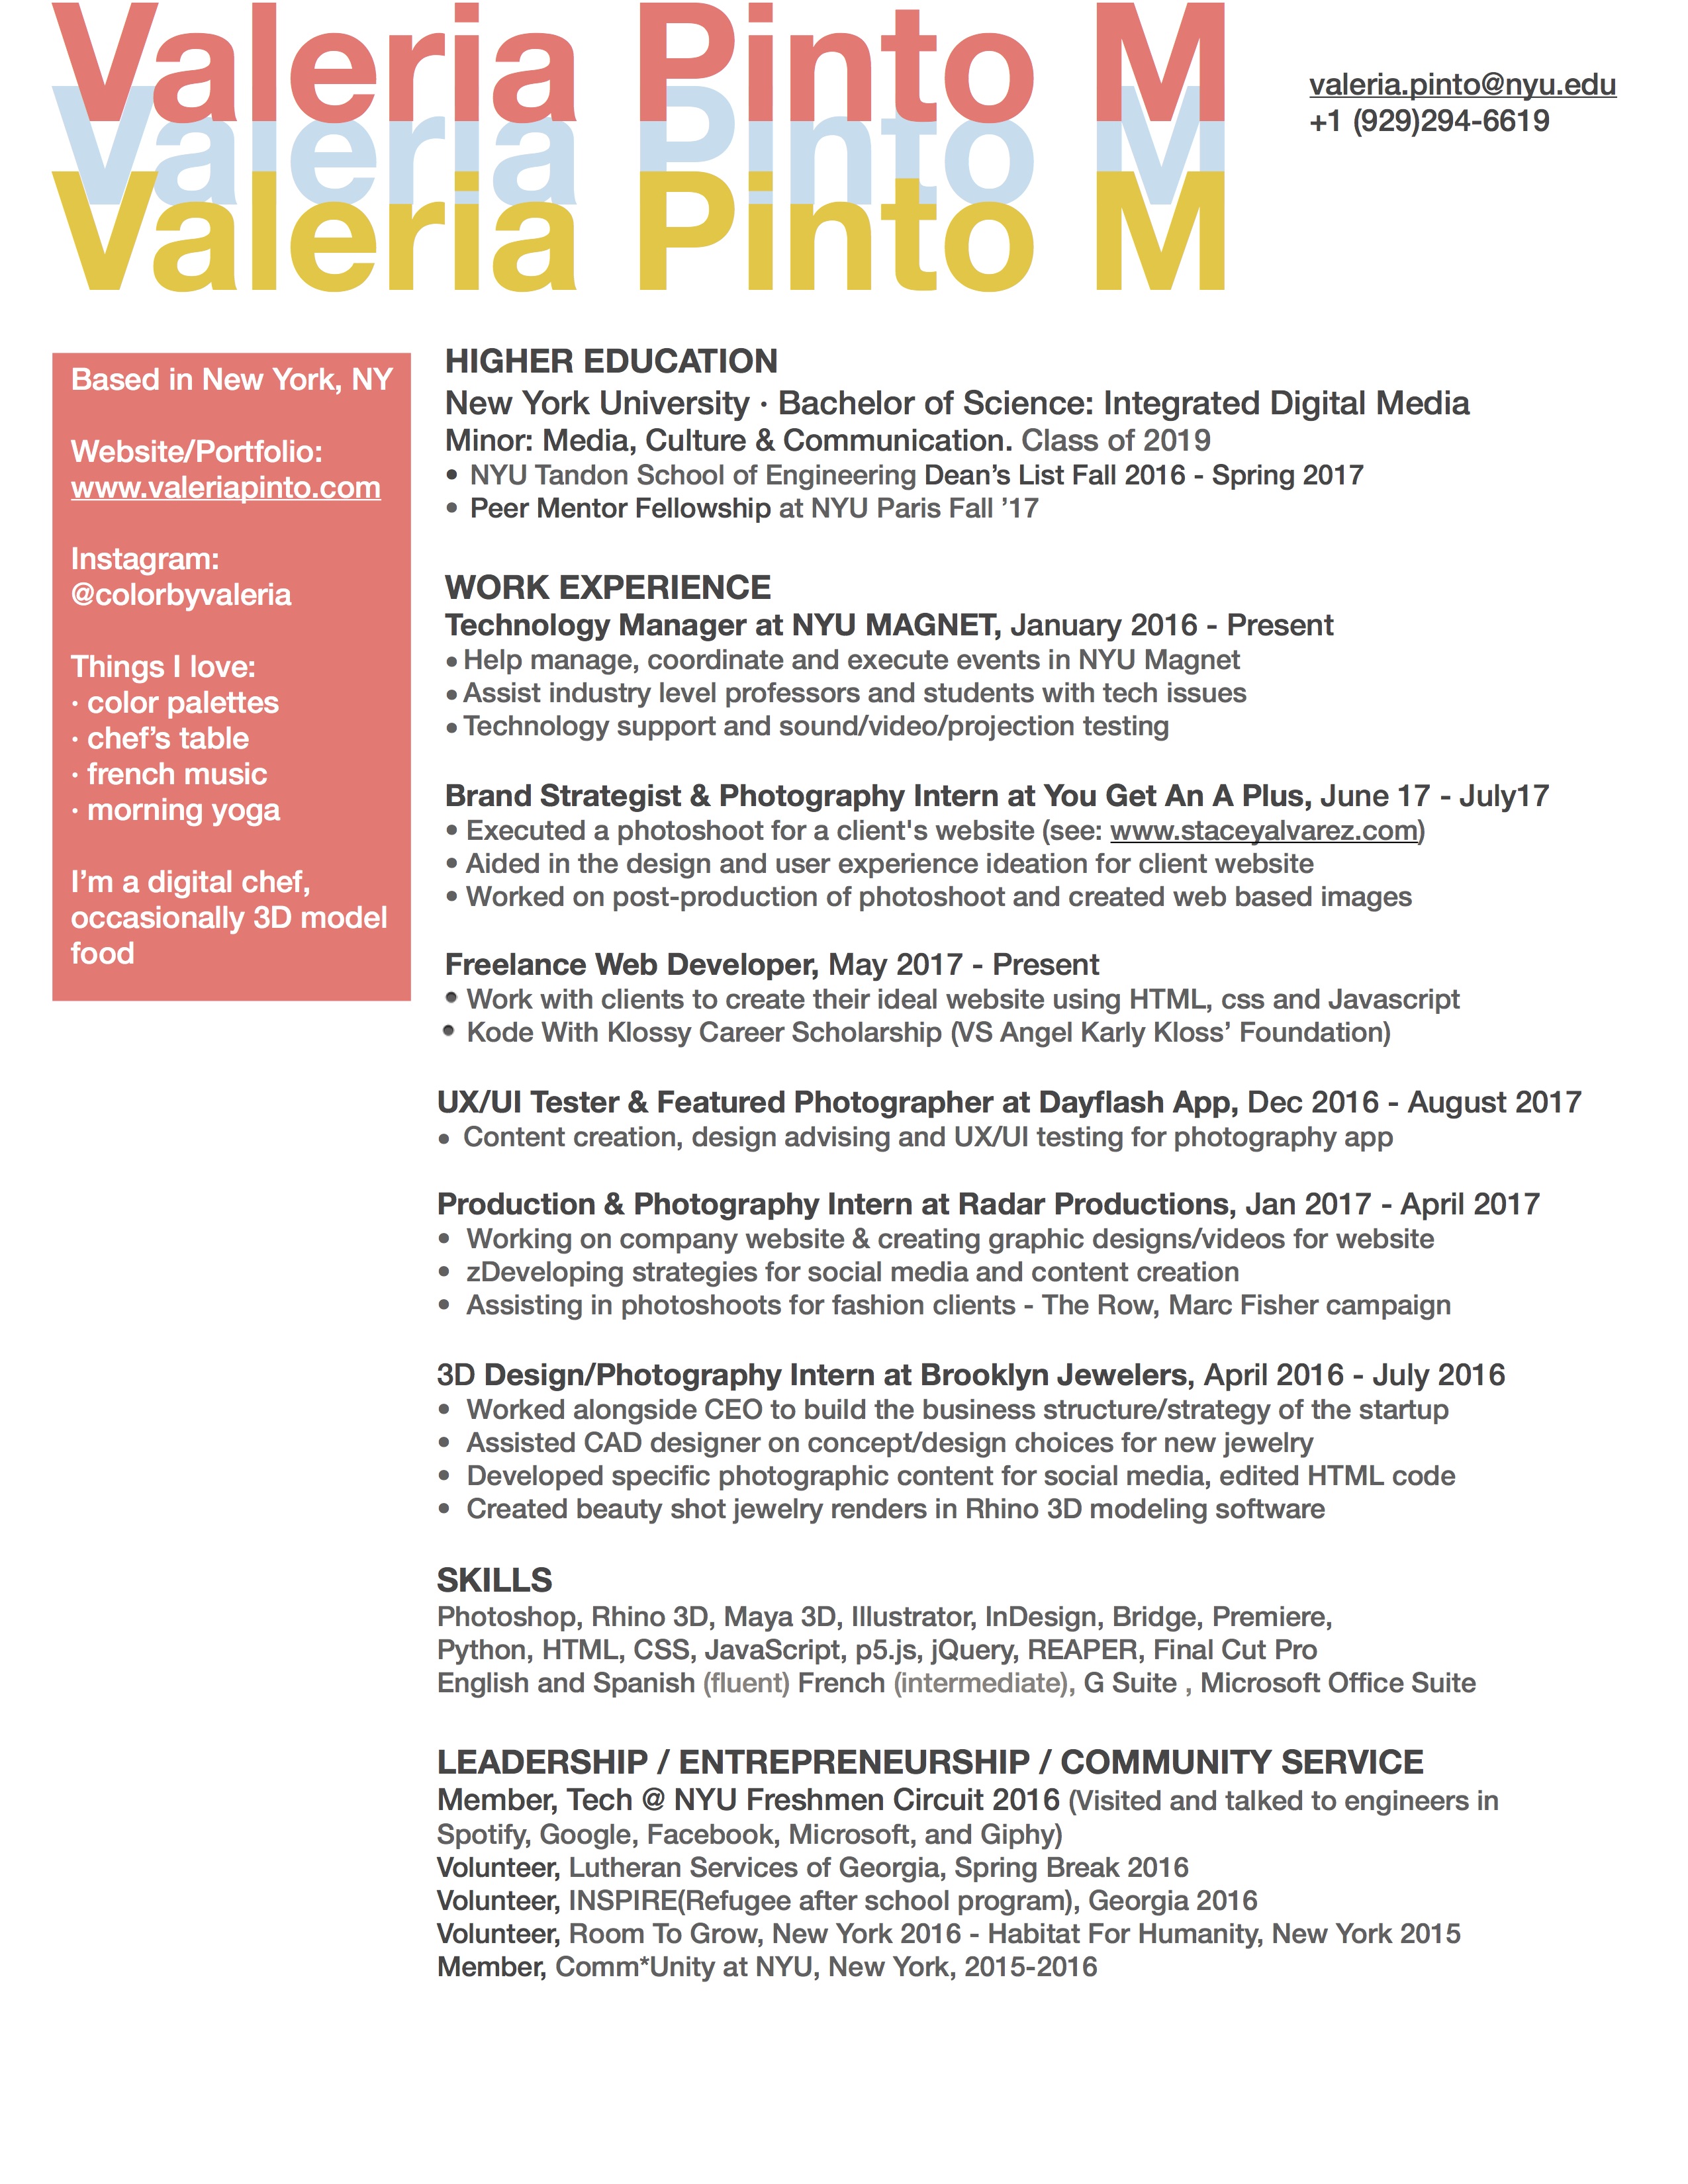 Valeria Pinto M
Valeria Pinto M
Valeria Pinto M
valeria.pinto@nyu.edu
+1 (929)294-6619
Based in New York, NY
Website/Portfolio:
www.valeriapinto.com
Instagram:
@colorbyvaleria
Things I love:
· color palettes
· chef’s table
· french music
· morning yoga
I’m a digital chef,
occasionally 3D model
food
HIGHER EDUCATION
New York University · Bachelor of Science: Integrated Digital Media
Minor: Media, Culture & Communication. Class of 2019
• NYU Tandon School of Engineering Dean’s List Fall 2016 - Spring 2017
• Peer Mentor Fellowship at NYU Paris Fall ’17
WORK EXPERIENCE
Technology Manager at NYU MAGNET, January 2016 - Present
• Help manage, coordinate and execute events in NYU Magnet
• Assist industry level professors and students with tech issues
• Technology support and sound/video/projection testing
Brand Strategist & Photography Intern at You Get An A Plus, June 17 - July17
• Executed a photoshoot for a client's website (see: www.staceyalvarez.com)
• Aided in the design and user experience ideation for client website
• Worked on post-production of photoshoot and created web based images
Freelance Web Developer, May 2017 - Present
• Work with clients to create their ideal website using HTML, css and Javascript
• Kode With Klossy Career Scholarship (VS Angel Karly Kloss’ Foundation)
UX/UI Tester & Featured Photographer at Dayflash App, Dec 2016 - August 2017
• Content creation, design advising and UX/UI testing for photography app
Production & Photography Intern at Radar Productions, Jan 2017 - April 2017
• Working on company website & creating graphic designs/videos for website
• zDeveloping strategies for social media and content creation
• Assisting in photoshoots for fashion clients - The Row, Marc Fisher campaign
3D Design/Photography Intern at Brooklyn Jewelers, April 2016 - July 2016
• Worked alongside CEO to build the business structure/strategy of the startup
• Assisted CAD designer on concept/design choices for new jewelry
• Developed specific photographic content for social media, edited HTML code
• Created beauty shot jewelry renders in Rhino 3D modeling software
SKILLS
Photoshop, Rhino 3D, Maya 3D, Illustrator, InDesign, Bridge, Premiere,
Python, HTML, CSS, JavaScript, p5.js, jQuery, REAPER, Final Cut Pro
English and Spanish (fluent) French (intermediate), G Suite , Microsoft Office Suite
LEADERSHIP / ENTREPRENEURSHIP / COMMUNITY SERVICE
Member, Tech @ NYU Freshmen Circuit 2016 (Visited and talked to engineers in
Spotify, Google, Facebook, Microsoft, and Giphy)
Volunteer, Lutheran Services of Georgia, Spring Break 2016
Volunteer, INSPIRE(Refugee after school program), Georgia 2016
Volunteer, Room To Grow, New York 2016 - Habitat For Humanity, New York 2015
Member, Comm*Unity at NYU, New York, 2015-2016